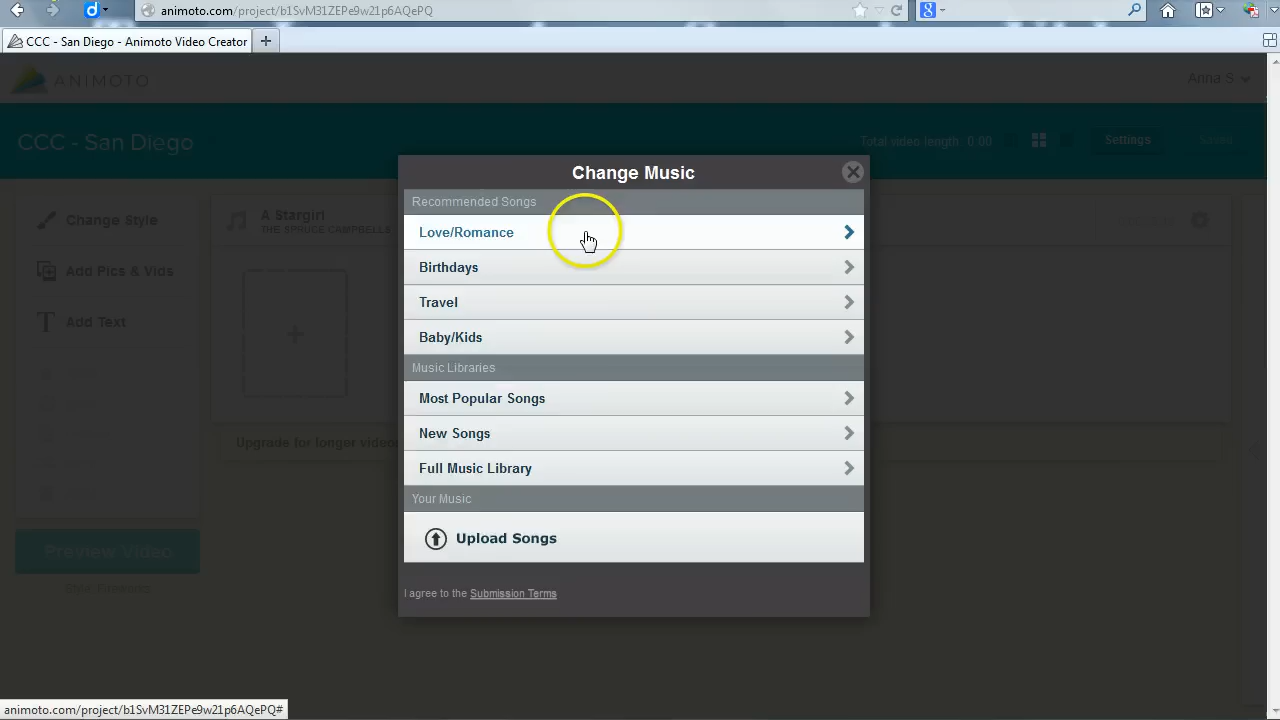 animoto.com/project/b1SvM31ZEPe9w21p6AQePQ
CCC - San Diego - Animoto Video Creator
ANIMOTO
Anna S
CCC - San Diego
Total video length: 0:00
Settings
Saved
Change Music
Recommended Songs
Love/Romance
Birthdays
Travel
Baby/Kids
Music Libraries
Most Popular Songs
New Songs
Full Music Library
Your Music
Upload Songs
I agree to the Submission Terms
Change Style
Add Pics & Vids
Add Text
A Stargirl
THE SPRUCE CAMPBELLS
Upgrade for longer videos
Preview Video
animoto.com/project/b1SvM31ZEPe9w21p6AQePQ#